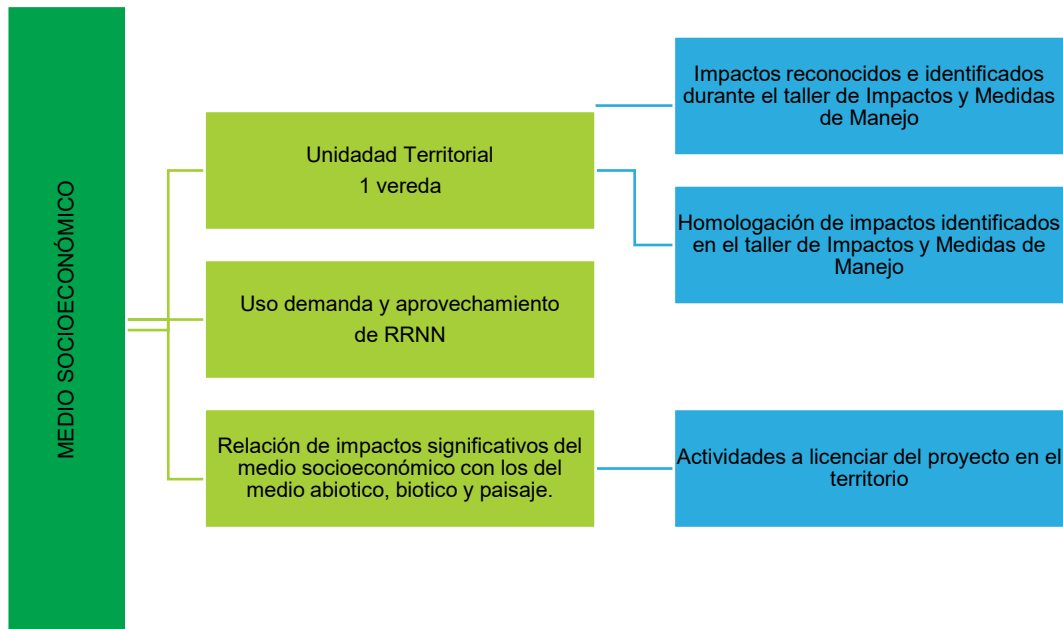 MEDIO SOCIOECONÓMICO
Unidadad Territorial
1 vereda
Uso demanda y aprovechamiento
de RRNN
Relación de impactos significativos del
medio socioeconómico con los del
medio abiotico, biotico y paisaje.
Impactos reconocidos e identificados
durante el taller de Impactos y Medidas
de Manejo
Homologación de impactos identificados
en el taller de Impactos y Medidas de
Manejo
Actividades a licenciar del proyecto en el
territorio